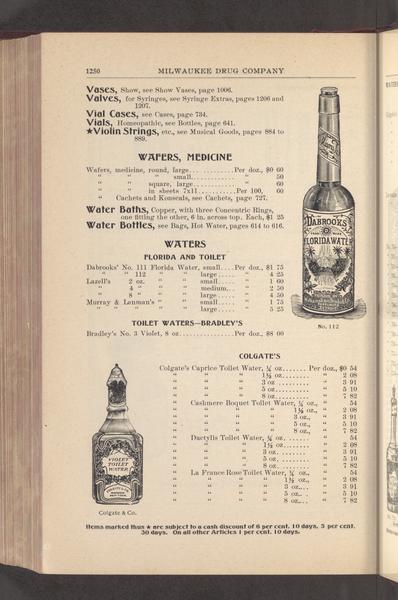 1250 MILWAUKEE DRUG COMPANY
Vases, Show, see Show Vases, page 1006.
Valves, for Syringes, see Syringe Extras, pages 1206 and
1207.
Vial Cases, see Cases, page 734.
Vials, Homeopathic, see Bottles, page 641.
★Violin Strings, etc., see Musical Goods, pages 884 to
889.
WAFERS, MEDICINE
Wafers, medicine, round, large............Per doz., $0 60
" " " small............ " 50
" " square, large............ " 60
" " in sheets 7x11............Per 100, 60
" Cachets and Konseals, see Cachets, page 727.
Water Baths, Copper, with three Concentric Rings,
one fitting the other, 6 in. across top. Each, $1 25
Water Bottles, see Bags, Hot Water, pages 614 to 616.
WATERS
FLORIDA AND TOILET
Dabrooks' No. 111 Florida Water, small....Per doz., $1 75
" " 112 " " large.... " 4 25
Lazell's 2 oz. " " small.... " 1 60
" 4 " " " medium... " 2 50
" 8 " " " large.... " 4 50
Murray & Lanman's " " small.... " 1 75
" " " " large.... " 5 25
TOILET WATERS—BRADLEY'S
Bradley's No. 3 Violet, 8 oz............Per doz., $8 00
DABROOKS'
FLORIDA WATER
No. 112
COLGATE'S
Colgate's Caprice Toilet Water, ¼ oz.......Per doz., $0 54
" " " 1½ oz......... " 2 08
" " " 3 oz......... " 3 91
" " " 5 oz......... " 5 10
" " " 8 oz......... " 7 82
" Cashmere Boquet Toilet Water, ¼ oz., " 54
" " " " 1½ oz., " 2 08
" " " " 3 oz., " 3 91
" " " " 5 oz., " 5 10
" " " " 8 oz., " 7 82
" Dactylis Toilet Water, ¼ oz......... " 54
" " " 1½ oz......... " 2 08
" " " 3 oz......... " 3 91
" " " 5 oz......... " 5 10
" " " 8 oz......... " 7 82
" La France Rose Toilet Water, ¼ oz., " 54
" " " " 1½ oz., " 2 08
" " " " 3 oz... " 3 91
" " " " 5 oz... " 5 10
" " " " 8 oz... " 7 82
VIOLET
TOILET
WATER
Colgate & Co.
Items marked thus ★ are subject to a cash discount of 6 per cent. 10 days, 5 per cent.
30 days. On all other Articles 1 per cent. 10 days.